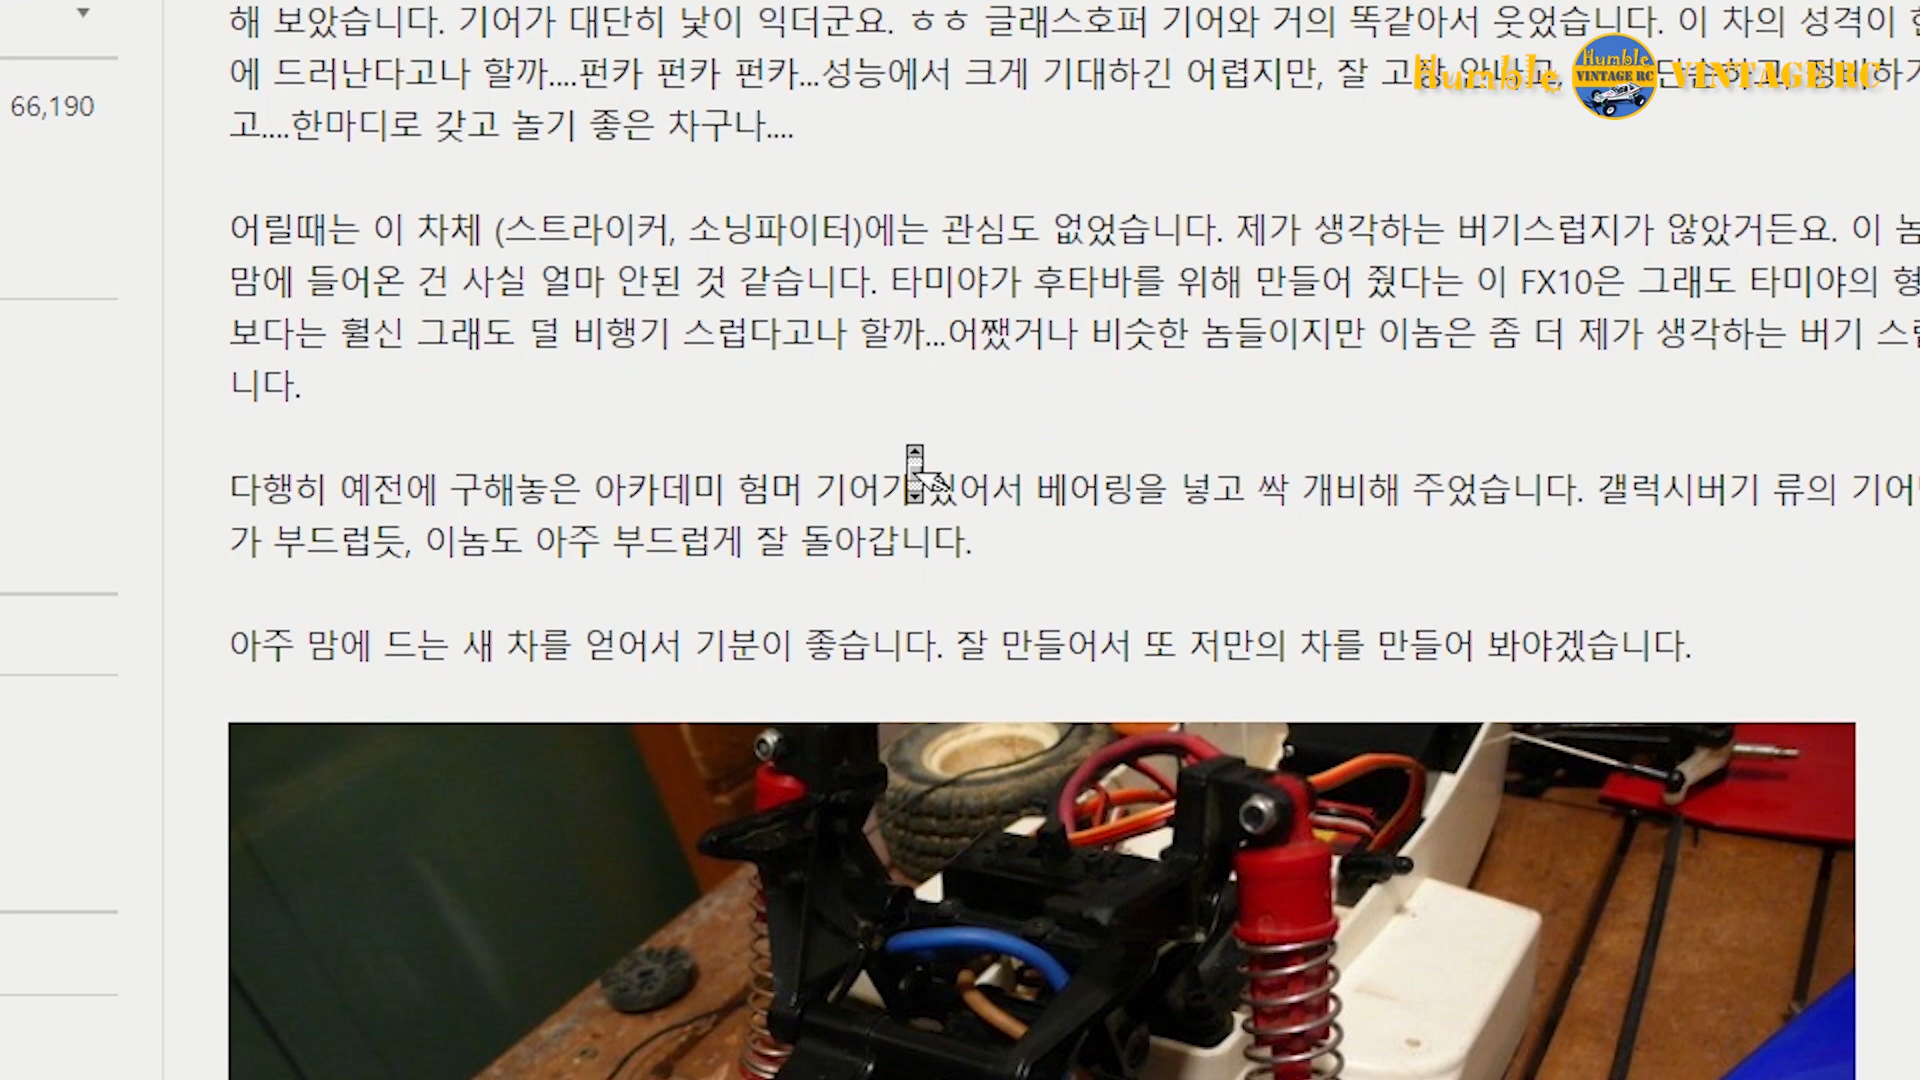 해 보았습니다. 기어가 대단히 낯이 익더군요. ㅎㅎ 글래스호퍼 기어와 거의 똑같아서 웃었습니다. 이 차의 성격이
에 드러난다고나 할까....펀카 펀카 펀카...성능에서 크게 기대하긴 어렵지만, 잘 고장 안나고,
Humble
Humble
VINTAGE RC
VINTAGE RC
66,190
고....한마디로 갖고 놀기 좋은 차구나....
어릴때는 이 차체 (스트라이커, 소닝파이터)에는 관심도 없었습니다. 제가 생각하는 버기스럽지가 않았거든요. 이 놈
맘에 들어온 건 사실 얼마 안된 것 같습니다. 타미야가 후타바를 위해 만들어 줬다는 이 FX10은 그래도 타미야의
보다는 훨신 그래도 덜 비행기 스럽다고나 할까...어쨌거나 비슷한 놈들이지만 이놈은 좀 더 제가 생각하는 버기
니다.
다행히 예전에 구해놓은 아카데미 험머 기어가 있어서 베어링을 넣고 싹 개비해 주었습니다. 갤럭시버기 류의
가 부드럽듯, 이놈도 아주 부드럽게 잘 돌아갑니다.
아주 맘에 드는 새 차를 얻어서 기분이 좋습니다. 잘 만들어서 또 저만의 차를 만들어 봐야겠습니다.